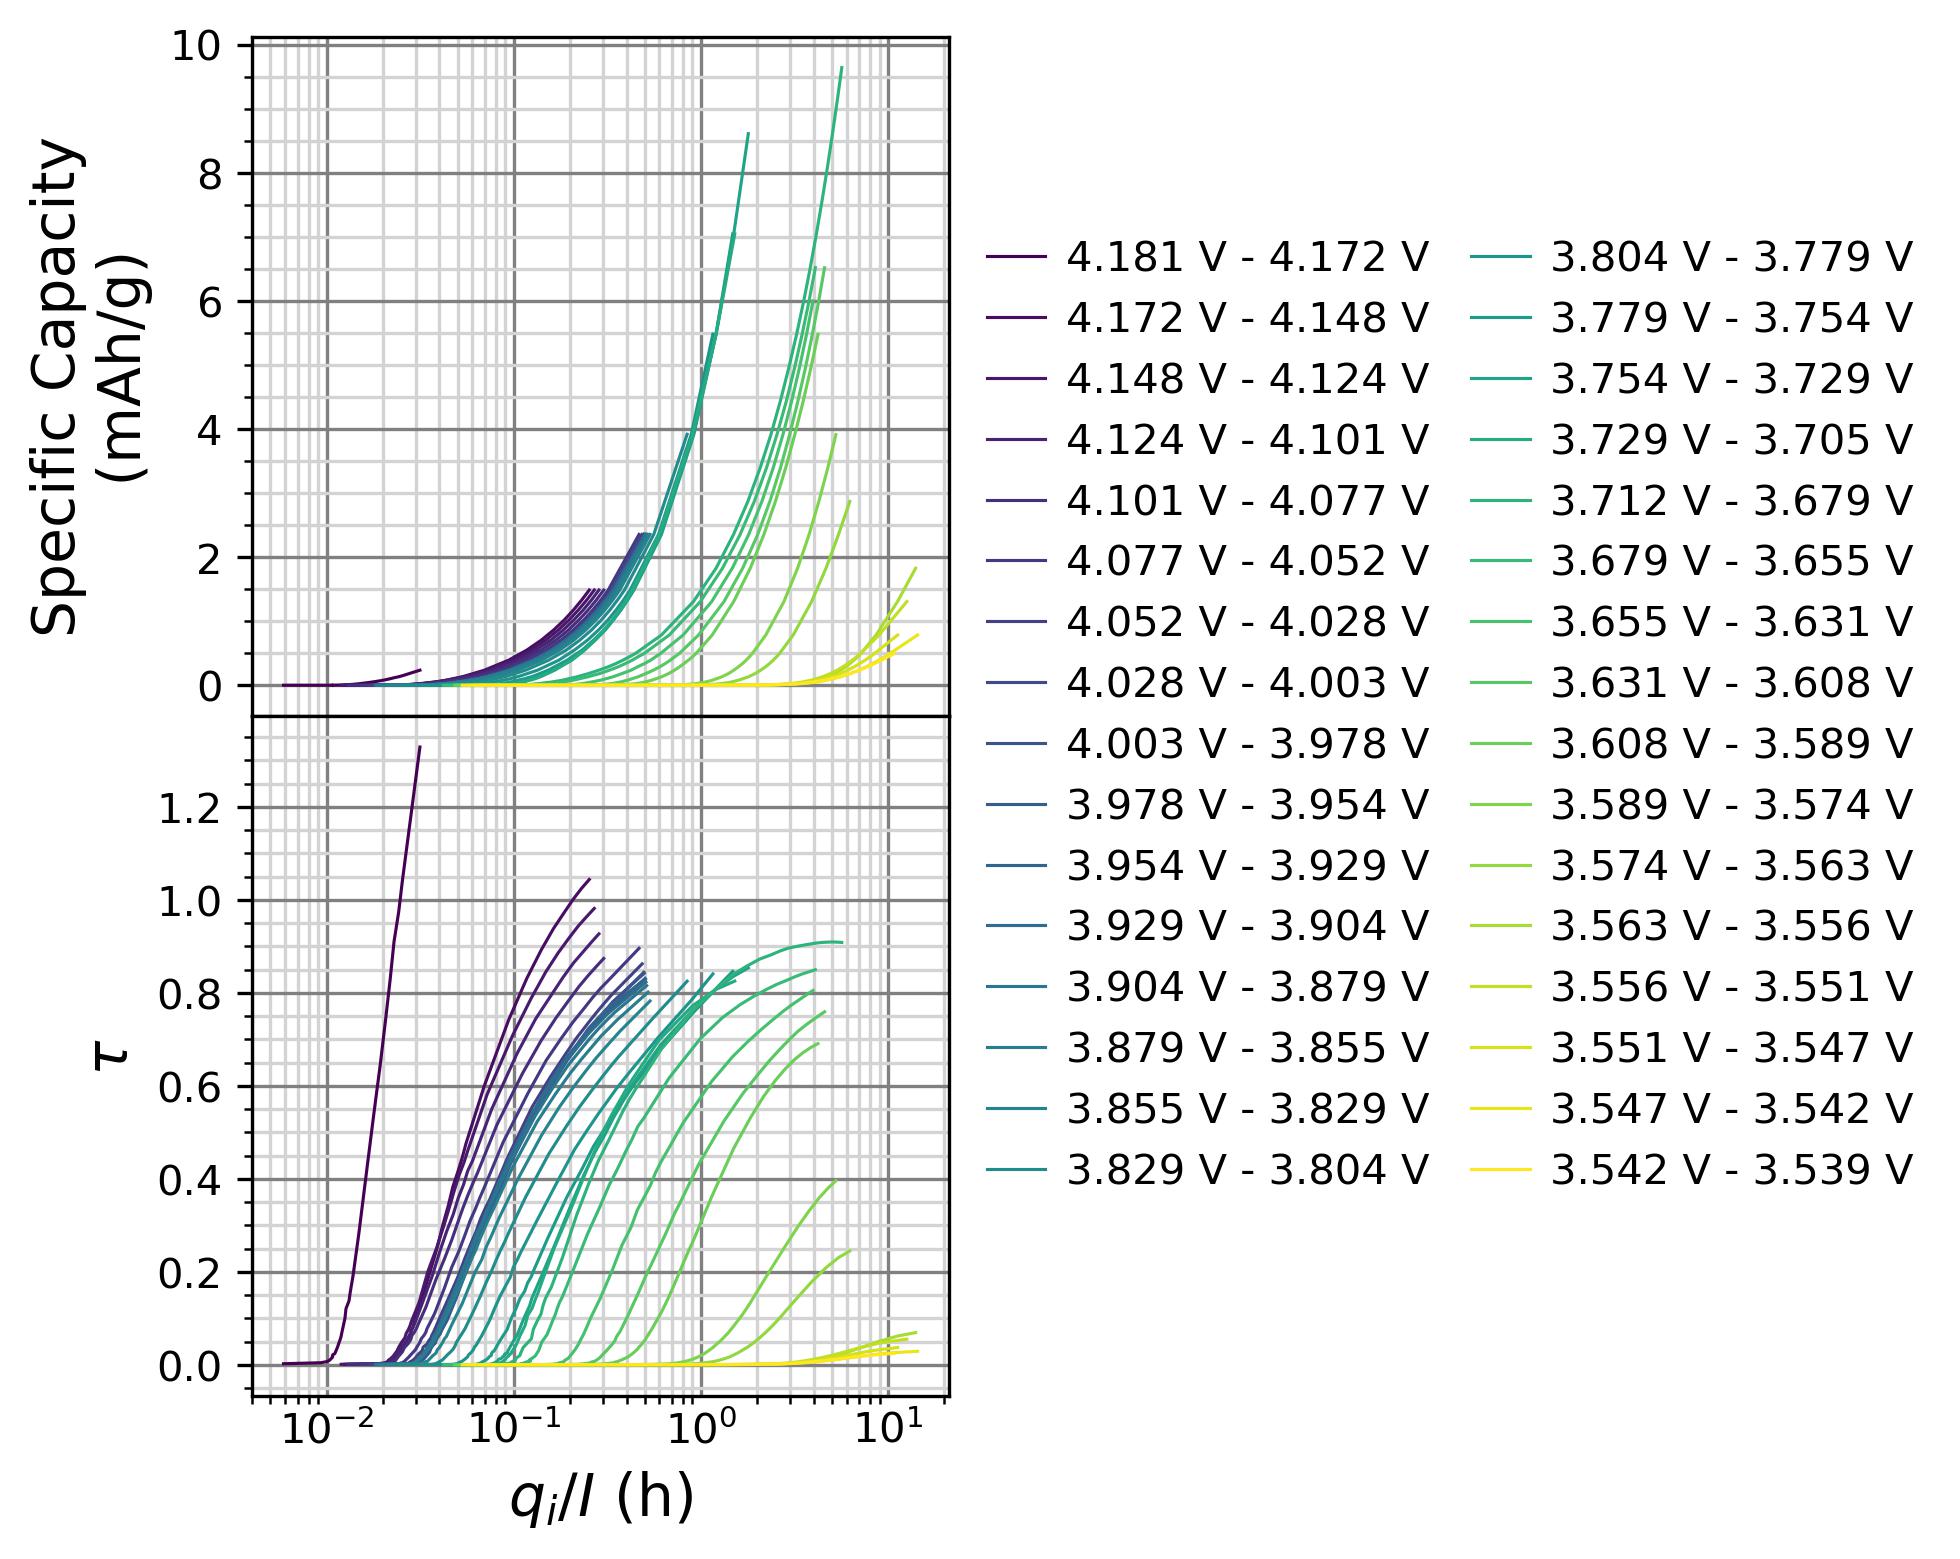 Specific Capacity
(mAh/g)
10
8
6
4
2
0
τ
1.2
1.0
0.8
0.6
0.4
0.2
0.0
10⁻² 10⁻¹ 10⁰ 10¹
qᵢ/I (h)
4.181 V - 4.172 V
4.172 V - 4.148 V
4.148 V - 4.124 V
4.124 V - 4.101 V
4.101 V - 4.077 V
4.077 V - 4.052 V
4.052 V - 4.028 V
4.028 V - 4.003 V
4.003 V - 3.978 V
3.978 V - 3.954 V
3.954 V - 3.929 V
3.929 V - 3.904 V
3.904 V - 3.879 V
3.879 V - 3.855 V
3.855 V - 3.829 V
3.829 V - 3.804 V
3.804 V - 3.779 V
3.779 V - 3.754 V
3.754 V - 3.729 V
3.729 V - 3.705 V
3.712 V - 3.679 V
3.679 V - 3.655 V
3.655 V - 3.631 V
3.631 V - 3.608 V
3.608 V - 3.589 V
3.589 V - 3.574 V
3.574 V - 3.563 V
3.563 V - 3.556 V
3.556 V - 3.551 V
3.551 V - 3.547 V
3.547 V - 3.542 V
3.542 V - 3.539 V